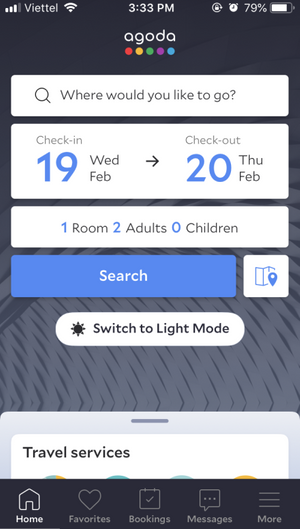 Viettel 3:33 PM 79%
agoda
Where would you like to go?
Check-in Check-out
19 Wed Feb → 20 Thu Feb
1 Room 2 Adults 0 Children
Search
Switch to Light Mode
Travel services
Home Favorites Bookings Messages More